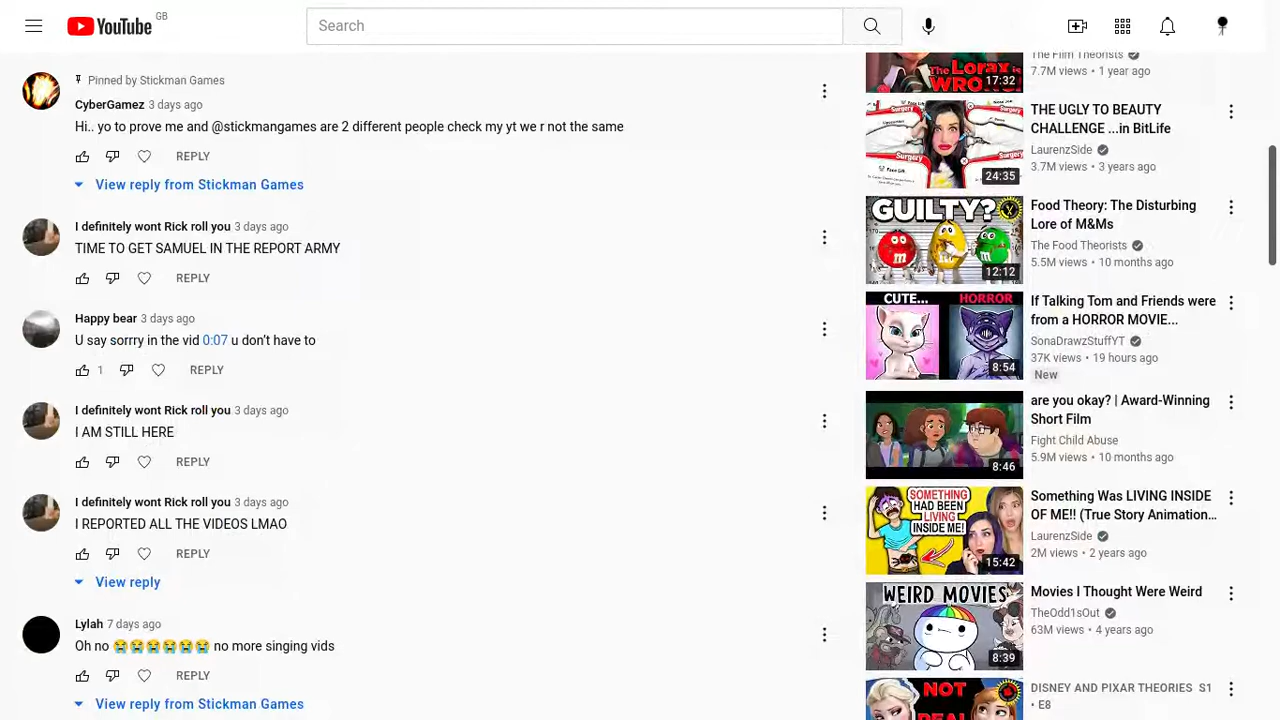 YouTube GB
Search
Pinned by Stickman Games
CyberGamez 3 days ago
Hi.. yo to prove me an @stickmangames are 2 different people check my yt we r not the same
REPLY
View reply from Stickman Games
I definitely wont Rick roll you 3 days ago
REPLY
Happy bear 3 days ago
U say sorrry in the vid 0:07 u don't have to
1 REPLY
I definitely wont Rick roll you 3 days ago
I AM STILL HERE
REPLY
I definitely wont Rick roll you 3 days ago
I REPORTED ALL THE VIDEOS LMAO
REPLY
View reply
Lylah 7 days ago
Oh no 😭😭😭😭😭😭 no more singing vids
REPLY
View reply from Stickman Games
The Lorax is
WRONG
17:32
The Film Theorists
7.7M views • 1 year ago
Surgery
Surgery
Surgery
24:35
THE UGLY TO BEAUTY
CHALLENGE ...in BitLife
LaurenzSide
3.7M views • 3 years ago
GUILTY?
12:12
Food Theory: The Disturbing
Lore of M&Ms
The Food Theorists
5.5M views • 10 months ago
CUTE... HORROR
8:54
If Talking Tom and Friends were
from a HORROR MOVIE...
SonaDrawzStuffYT
37K views • 19 hours ago
New
8:46
are you okay? | Award-Winning
Short Film
Fight Child Abuse
5.9M views • 10 months ago
SOMETHING
HAD BEEN
LIVING
INSIDE ME!
15:42
Something Was LIVING INSIDE
OF ME!! (True Story Animation...
LaurenzSide
2M views • 2 years ago
WEIRD MOVIES
8:39
Movies I Thought Were Weird
TheOdd1sOut
63M views • 4 years ago
NOT
REAL
DISNEY AND PIXAR THEORIES S1
• E8